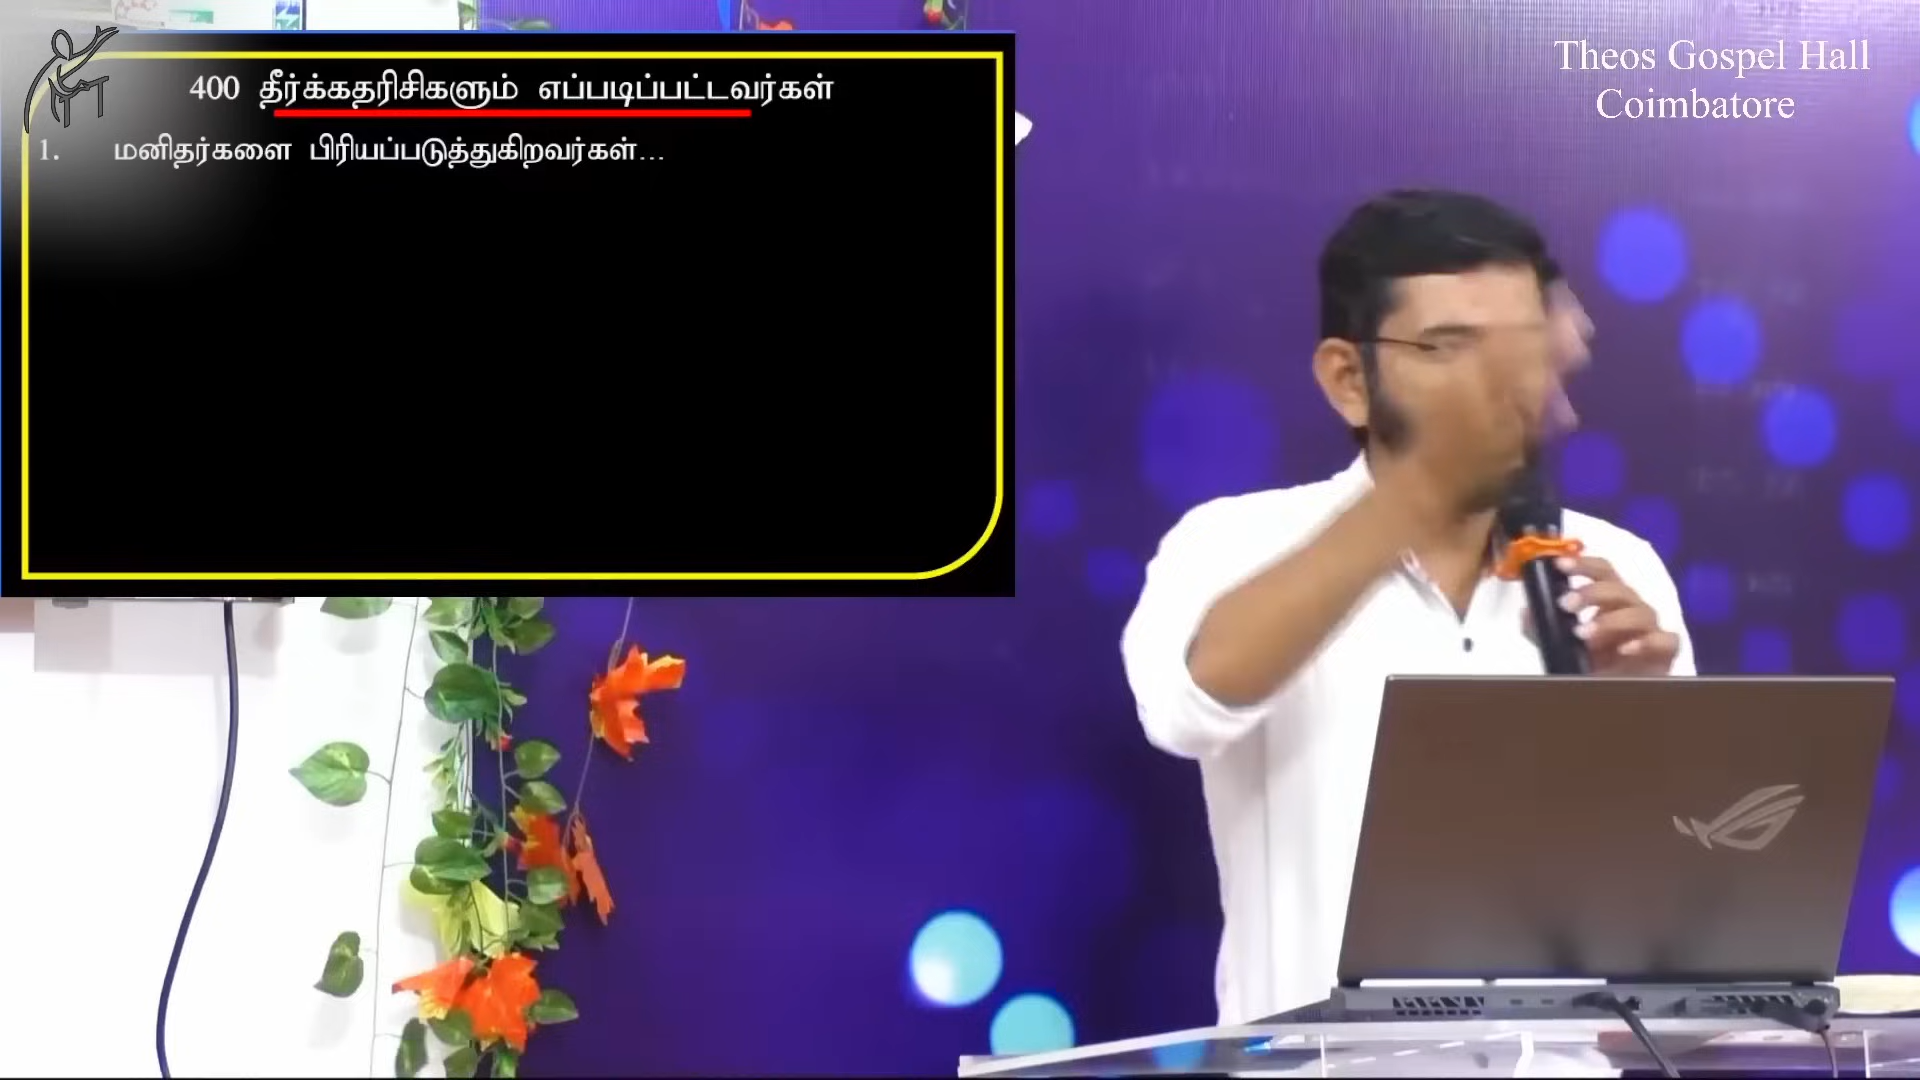 400 தீர்க்கதரிசிகளும் எப்படிப்பட்டவர்கள்
1. மனிதர்களை பிரியப்படுத்துகிறவர்கள்...
Theos Gospel Hall
Coimbatore